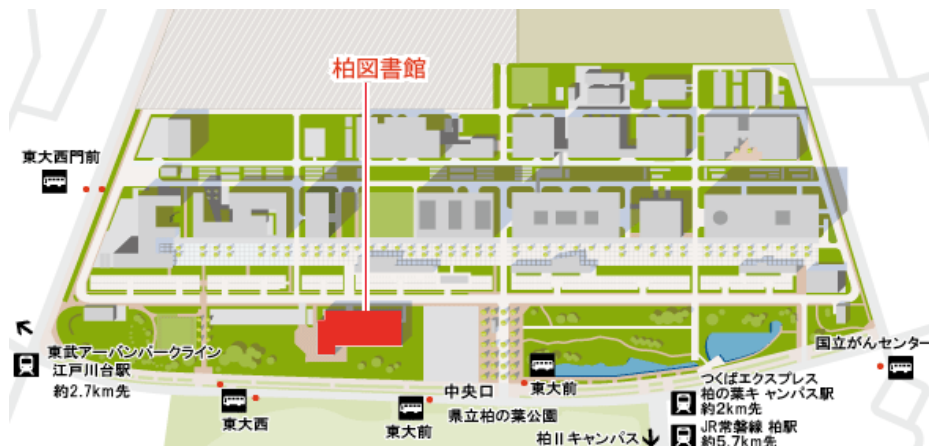 柏図書館
東大西門前
東武アーバンパークライン
江戸川台駅
約2.7km先
東大西
中央口
東大前
県立柏の葉公園
東大前
国立がんセンター
つくばエクスプレス
柏の葉キャンパス駅
約2km先
JR常磐線 柏駅
約5.7km先
柏IIキャンパス